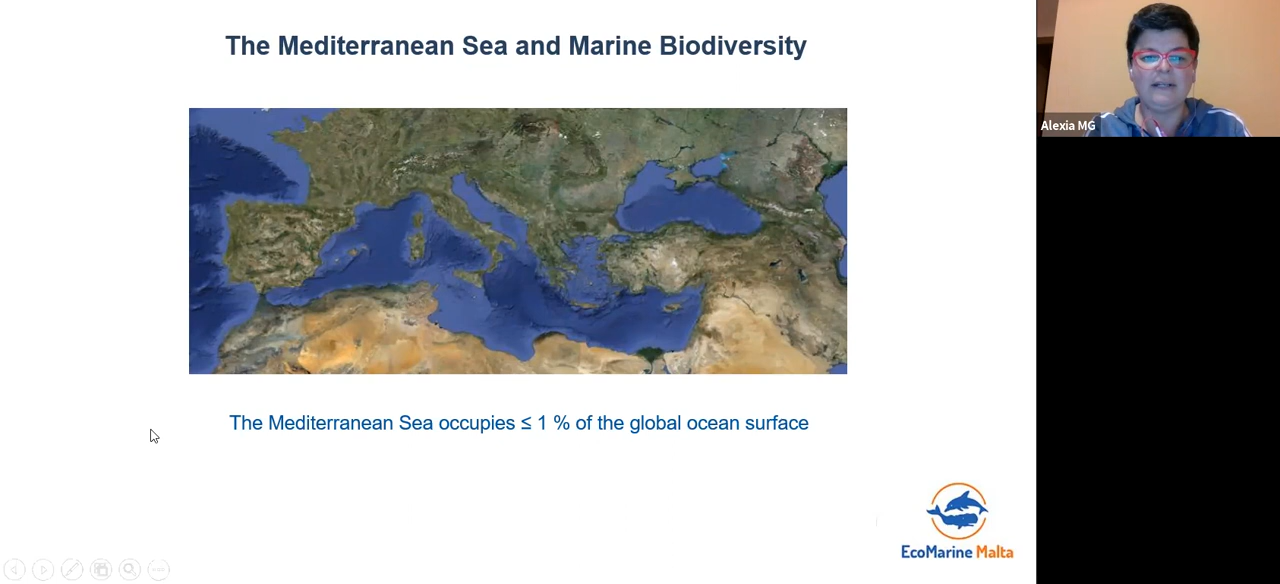 The Mediterranean Sea and Marine Biodiversity
Alexia MG
The Mediterranean Sea occupies ≤ 1 % of the global ocean surface
EcoMarine Malta